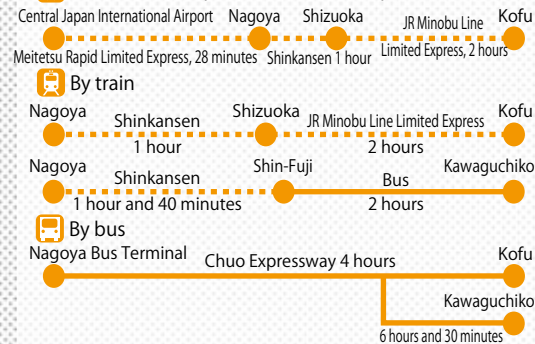 Central Japan International Airport Nagoya Shizuoka JR Minobu Line Kofu
Meitetsu Rapid Limited Express, 28 minutes Shinkansen 1 hour Limited Express, 2 hours
By train
Nagoya Shinkansen Shizuoka JR Minobu Line Limited Express Kofu
1 hour 2 hours
Nagoya Shinkansen Shin-Fuji Bus Kawaguchiko
1 hour and 40 minutes 2 hours
By bus
Nagoya Bus Terminal Chuo Expressway 4 hours Kofu
Kawaguchiko
6 hours and 30 minutes